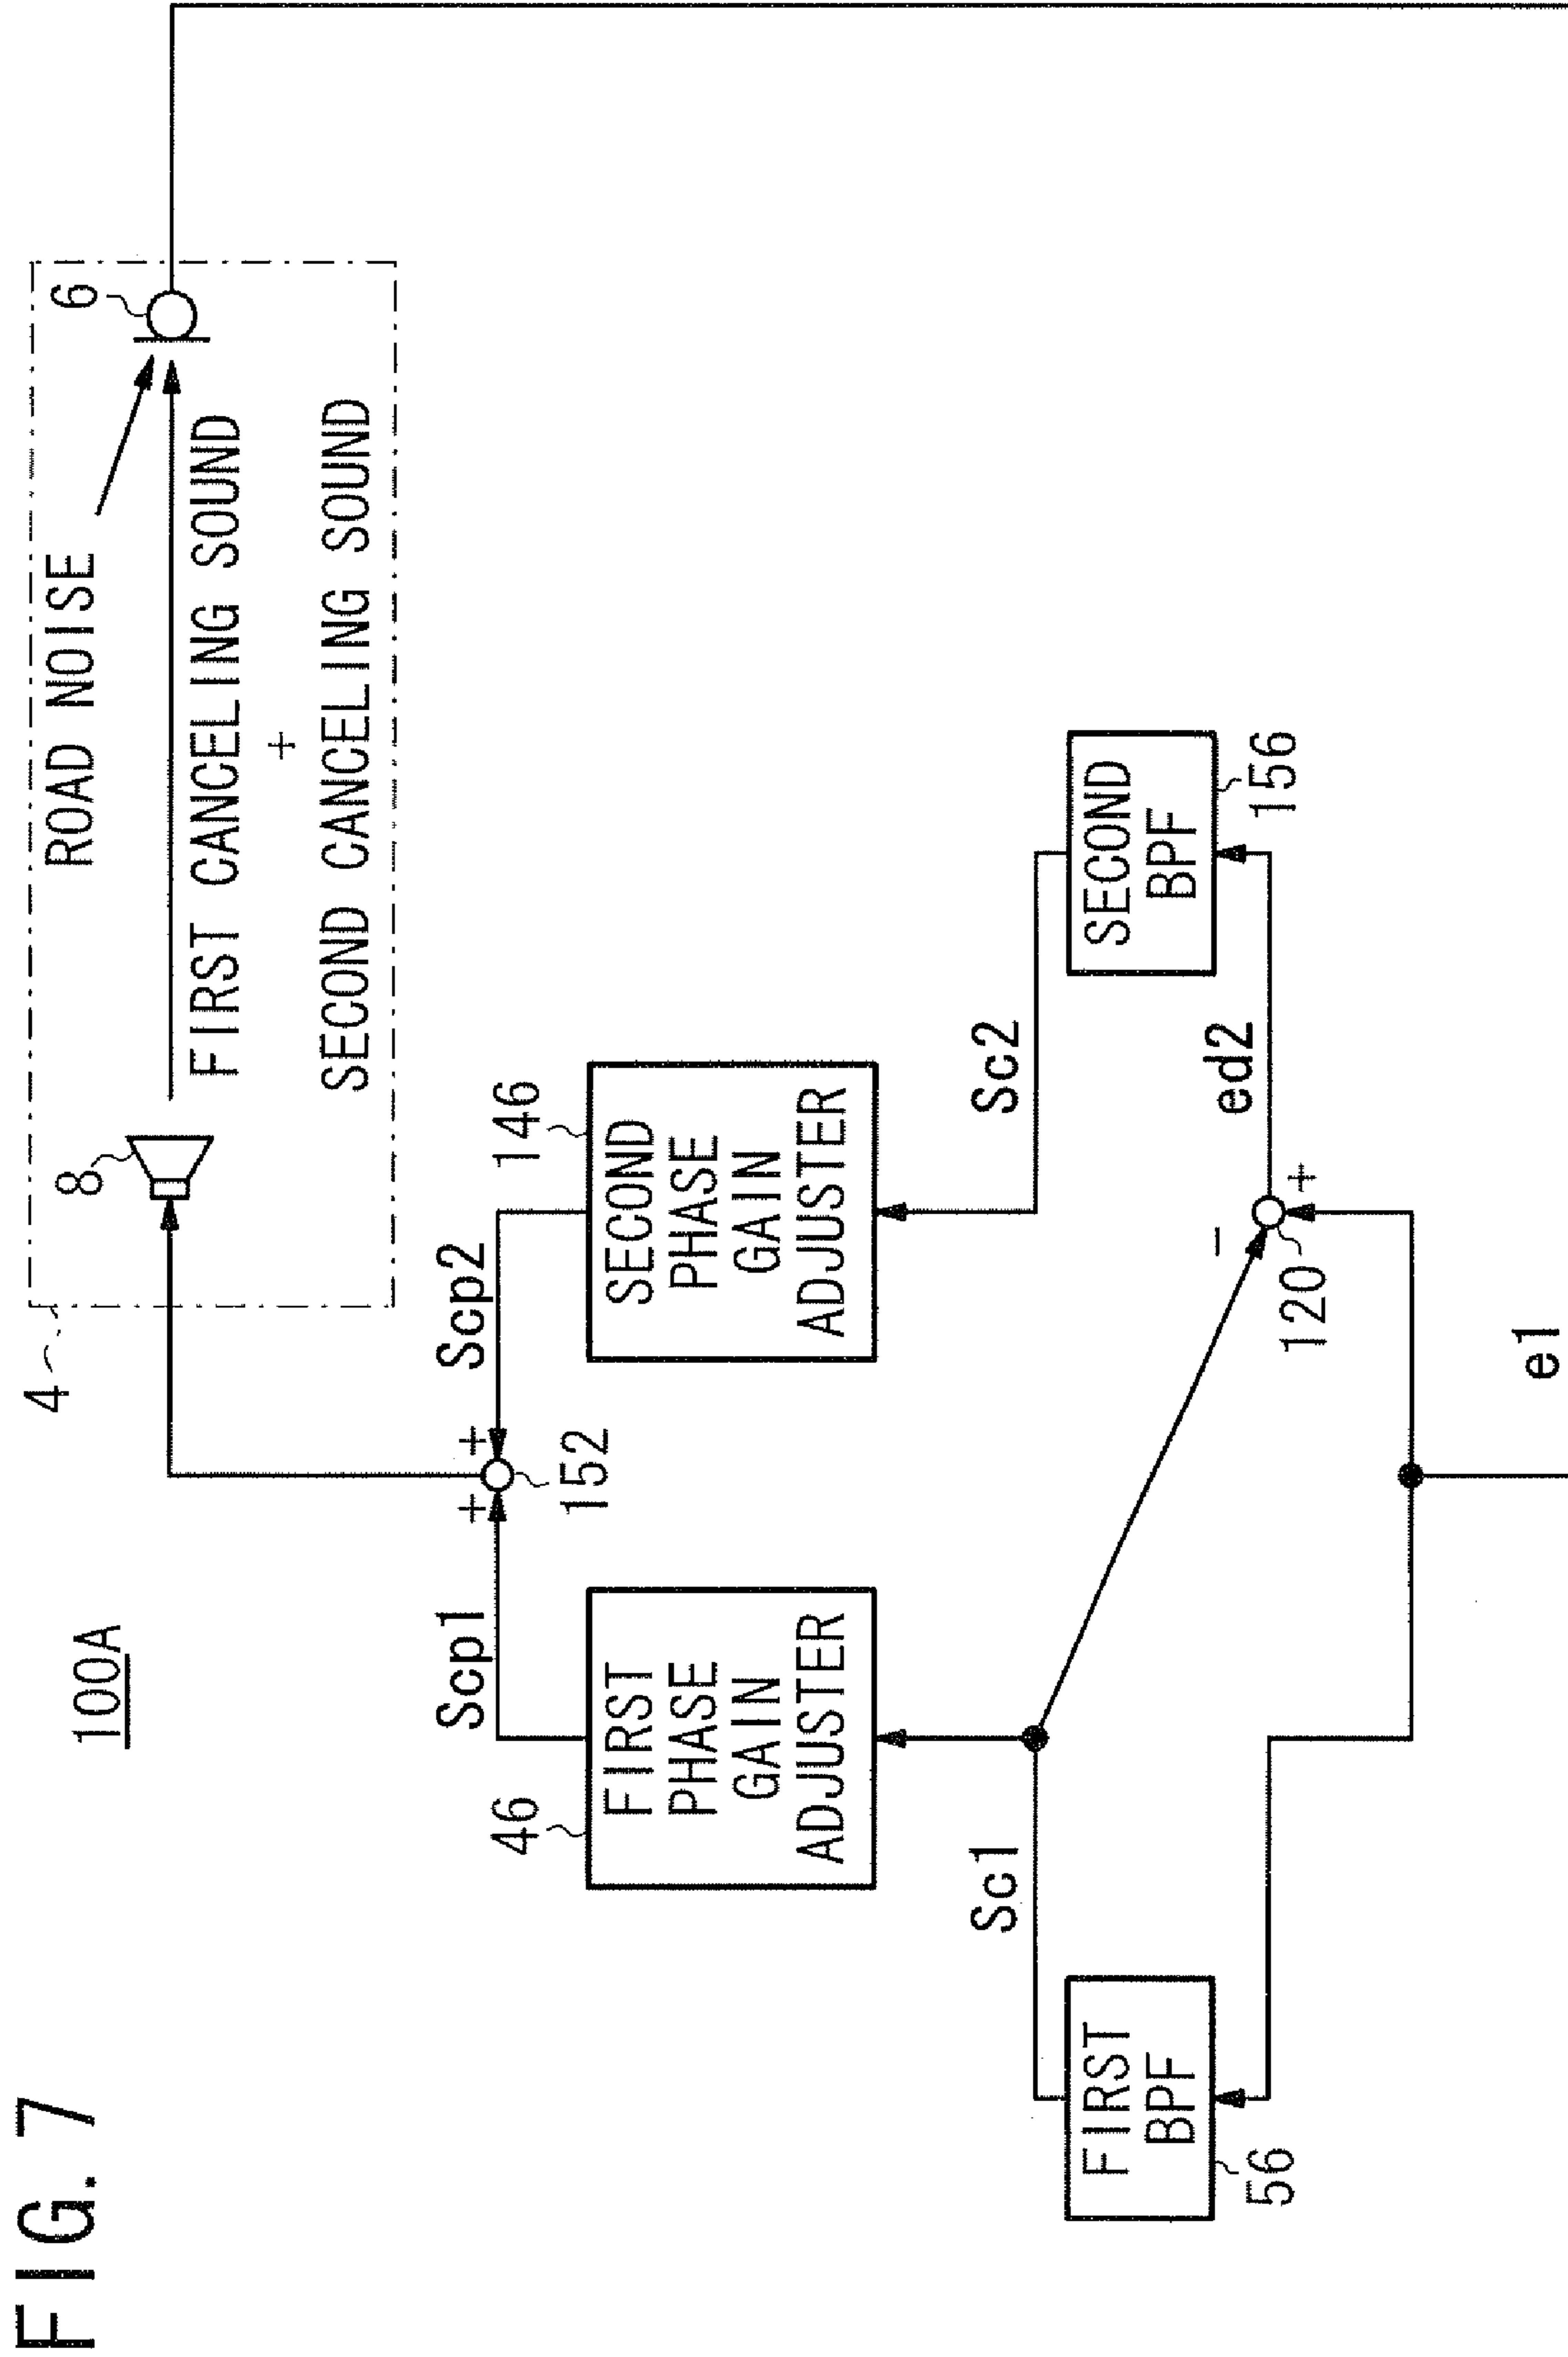 FIG. 7
100A
4
8
6
ROAD NOISE
FIRST CANCELING SOUND
+
SECOND CANCELING SOUND
Scp1
+
+
Scp2
152
46
FIRST
PHASE
GAIN
ADJUSTER
146
SECOND
PHASE
GAIN
ADJUSTER
Sc1
Sc2
FIRST
BPF
56
SECOND
BPF
156
−
+
120
ed2
e1